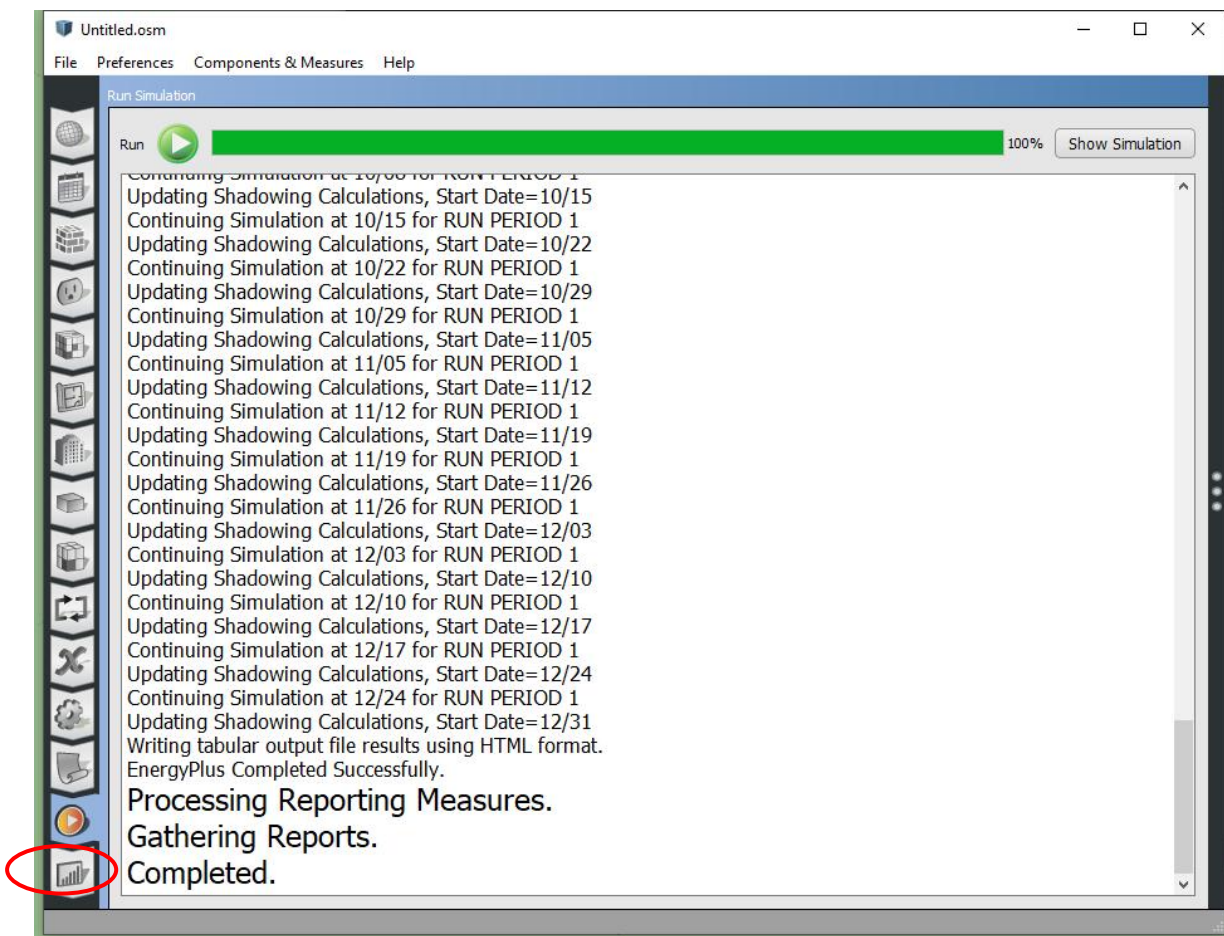 Untitled.osm
File Preferences Components & Measures Help
Run Simulation
Run 100% Show Simulation
Continuing Simulation at 10/08 for RUN PERIOD 1
Updating Shadowing Calculations, Start Date=10/15
Continuing Simulation at 10/15 for RUN PERIOD 1
Updating Shadowing Calculations, Start Date=10/22
Continuing Simulation at 10/22 for RUN PERIOD 1
Updating Shadowing Calculations, Start Date=10/29
Continuing Simulation at 10/29 for RUN PERIOD 1
Updating Shadowing Calculations, Start Date=11/05
Continuing Simulation at 11/05 for RUN PERIOD 1
Updating Shadowing Calculations, Start Date=11/12
Continuing Simulation at 11/12 for RUN PERIOD 1
Updating Shadowing Calculations, Start Date=11/19
Continuing Simulation at 11/19 for RUN PERIOD 1
Updating Shadowing Calculations, Start Date=11/26
Continuing Simulation at 11/26 for RUN PERIOD 1
Updating Shadowing Calculations, Start Date=12/03
Continuing Simulation at 12/03 for RUN PERIOD 1
Updating Shadowing Calculations, Start Date=12/10
Continuing Simulation at 12/10 for RUN PERIOD 1
Updating Shadowing Calculations, Start Date=12/17
Continuing Simulation at 12/17 for RUN PERIOD 1
Updating Shadowing Calculations, Start Date=12/24
Continuing Simulation at 12/24 for RUN PERIOD 1
Updating Shadowing Calculations, Start Date=12/31
Writing tabular output file results using HTML format.
EnergyPlus Completed Successfully.
Processing Reporting Measures.
Gathering Reports.
Completed.